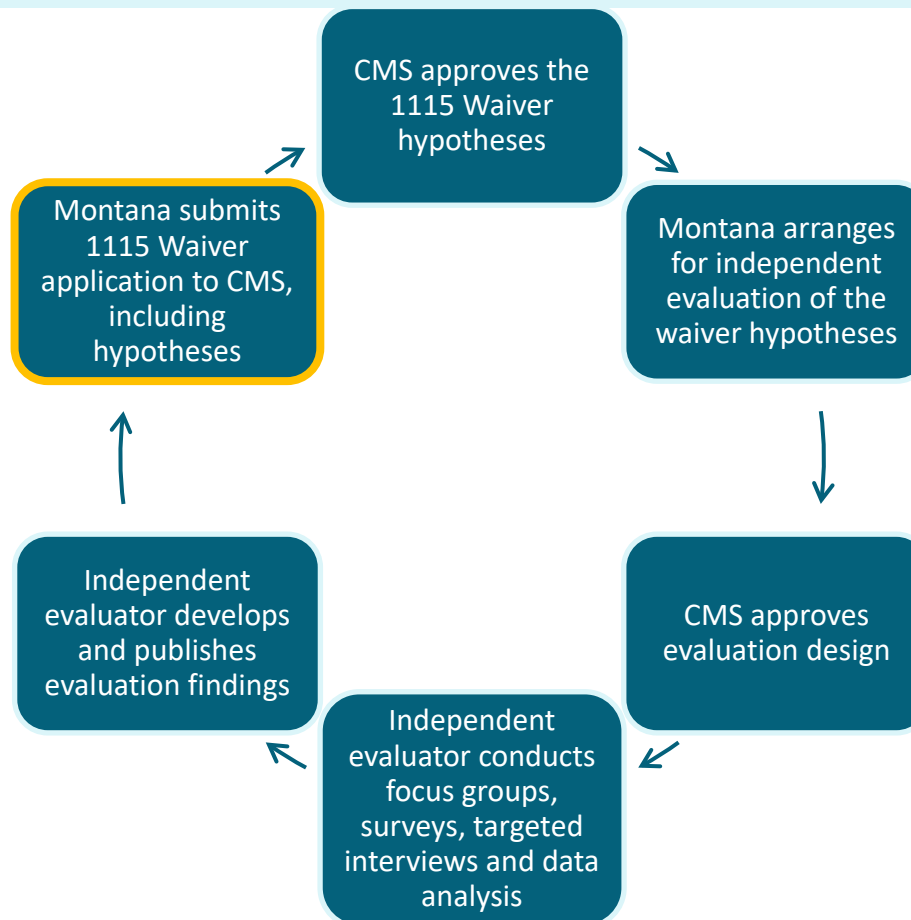 CMS approves the
1115 Waiver
hypotheses
Montana arranges
for independent
evaluation of the
waiver hypotheses
CMS approves
evaluation design
Independent
evaluator conducts
focus groups,
surveys, targeted
interviews and data
analysis
Independent
evaluator develops
and publishes
evaluation findings
Montana submits
1115 Waiver
application to CMS,
including
hypotheses